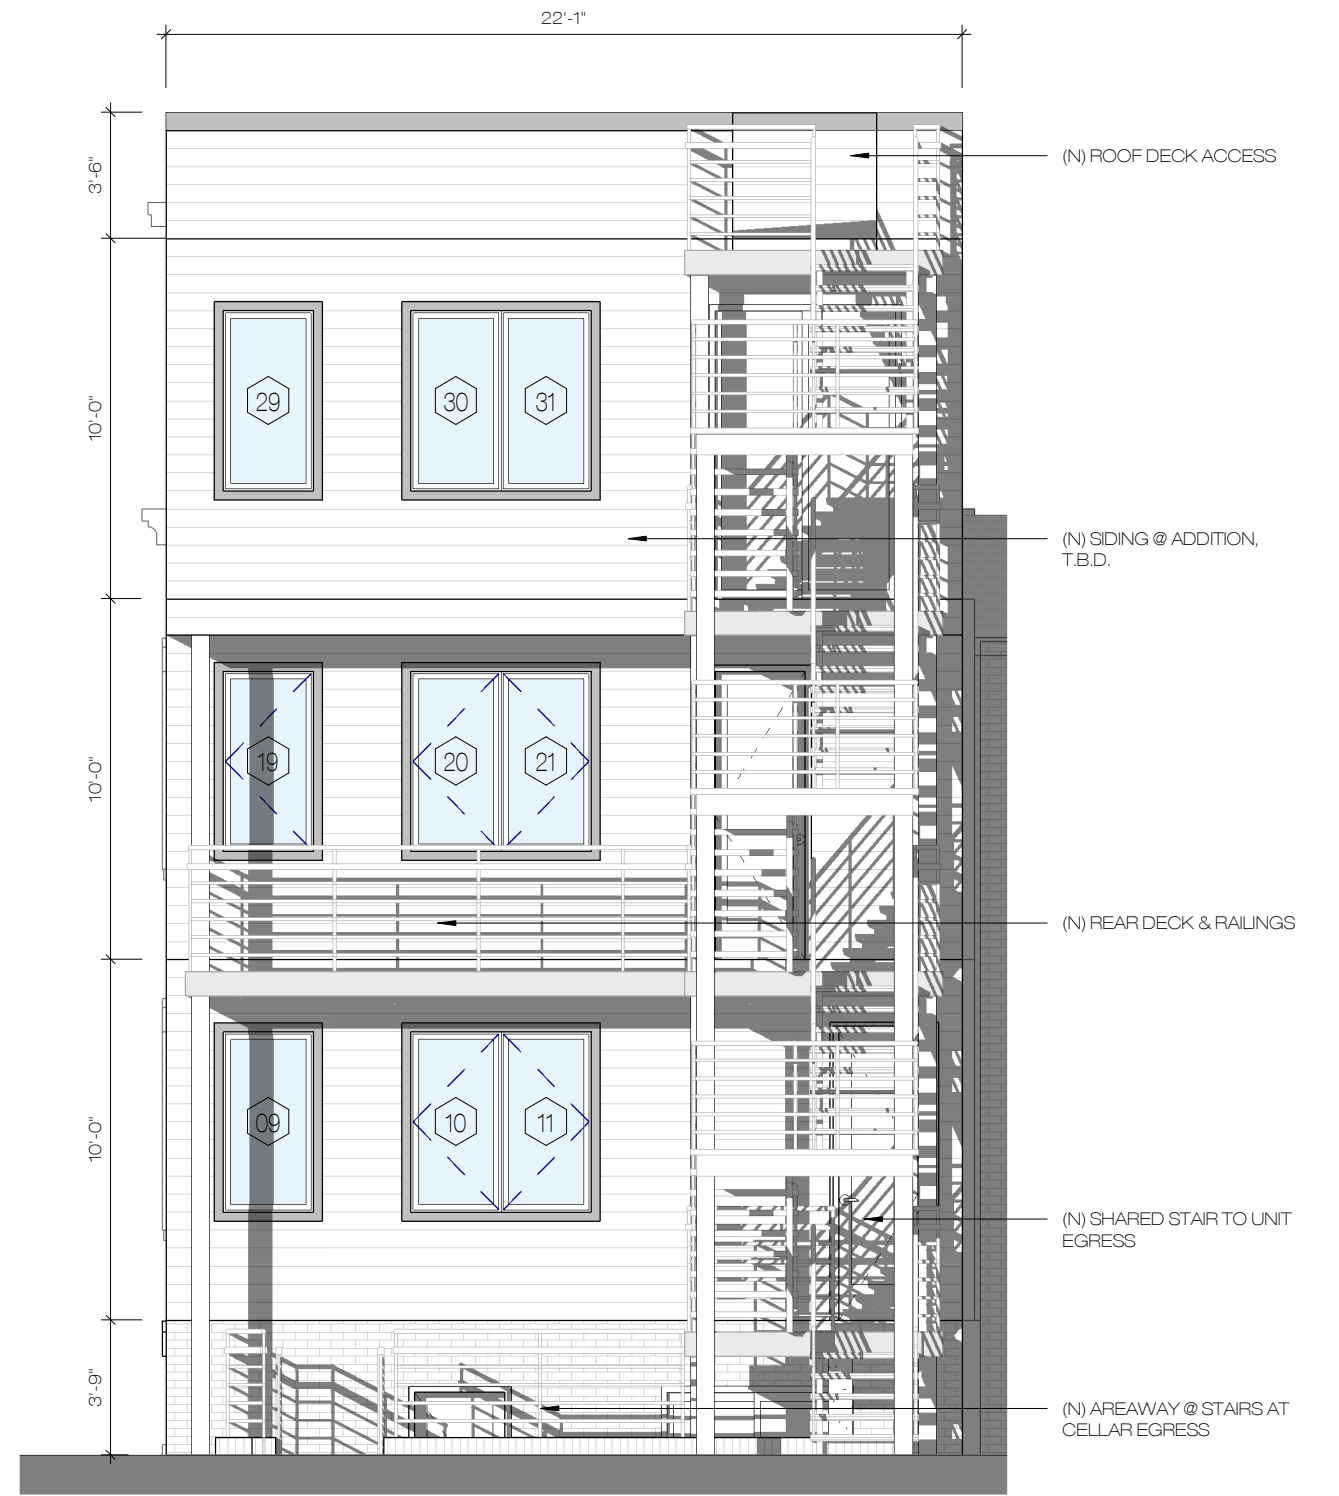 22'-1"
3'-6"
(N) ROOF DECK ACCESS
10'-0"
29
30
31
(N) SIDING @ ADDITION,
T.B.D.
10'-0"
19
20
21
(N) REAR DECK & RAILINGS
10'-0"
09
10
11
(N) SHARED STAIR TO UNIT
EGRESS
3'-9"
(N) AREAWAY @ STAIRS AT
CELLAR EGRESS